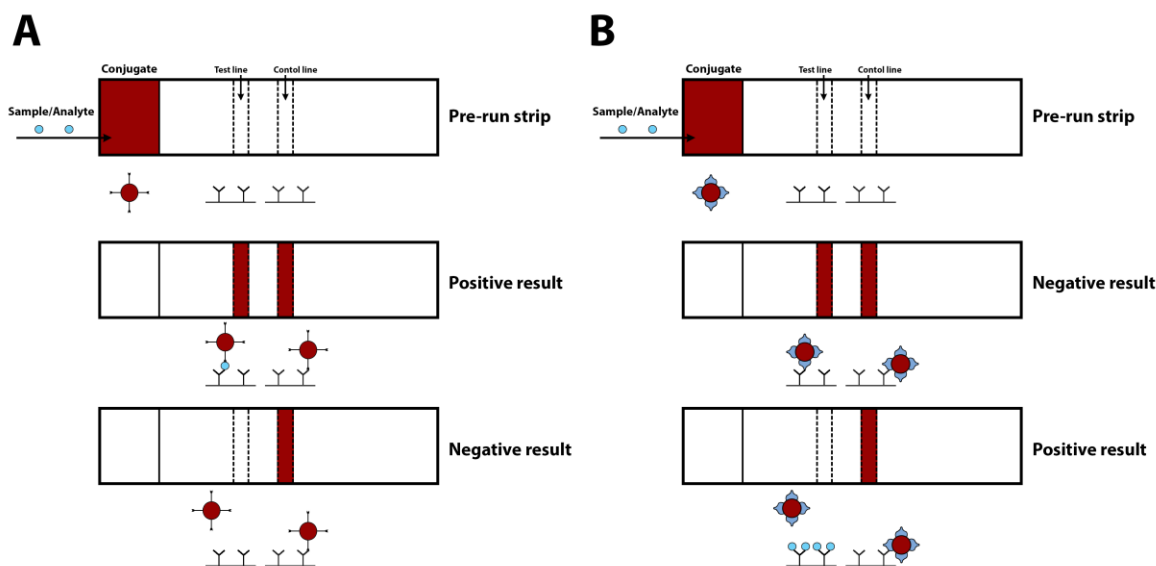 A
Conjugate
Test line
Contol line
Sample/Analyte
Pre-run strip
Positive result
Negative result
B
Conjugate
Test line
Contol line
Sample/Analyte
Pre-run strip
Negative result
Positive result